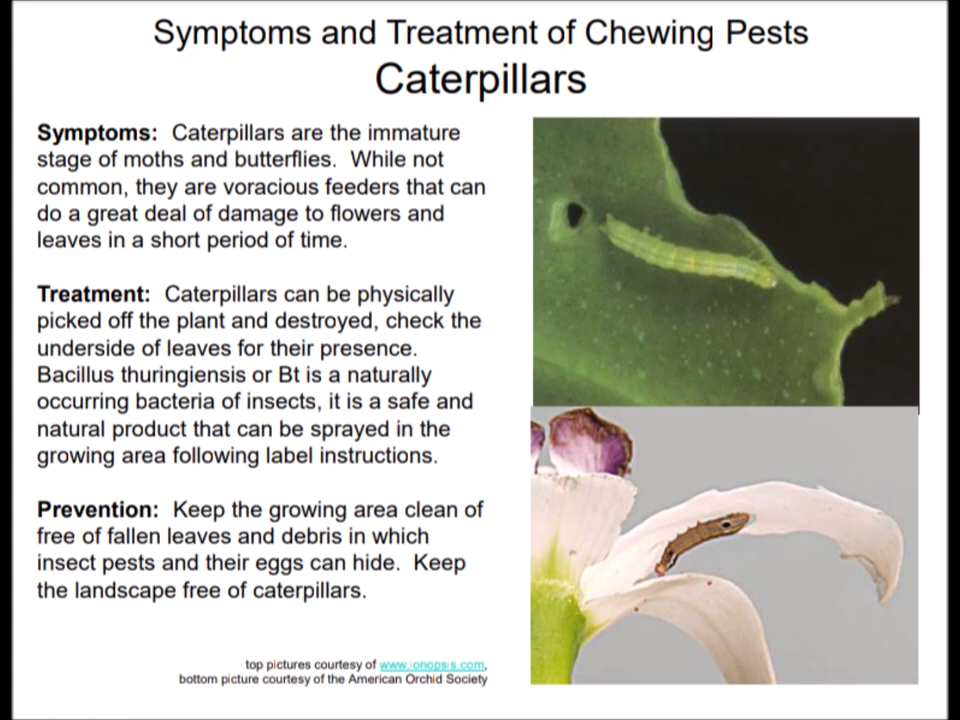 Symptoms and Treatment of Chewing Pests
Caterpillars
Symptoms: Caterpillars are the immature
stage of moths and butterflies. While not
common, they are voracious feeders that can
do a great deal of damage to flowers and
leaves in a short period of time.
Treatment: Caterpillars can be physically
picked off the plant and destroyed, check the
underside of leaves for their presence.
Bacillus thuringiensis or Bt is a naturally
occurring bacteria of insects, it is a safe and
natural product that can be sprayed in the
growing area following label instructions.
Prevention: Keep the growing area clean of
free of fallen leaves and debris in which
insect pests and their eggs can hide. Keep
the landscape free of caterpillars.
top pictures courtesy of www.ionopsis.com,
bottom picture courtesy of the American Orchid Society